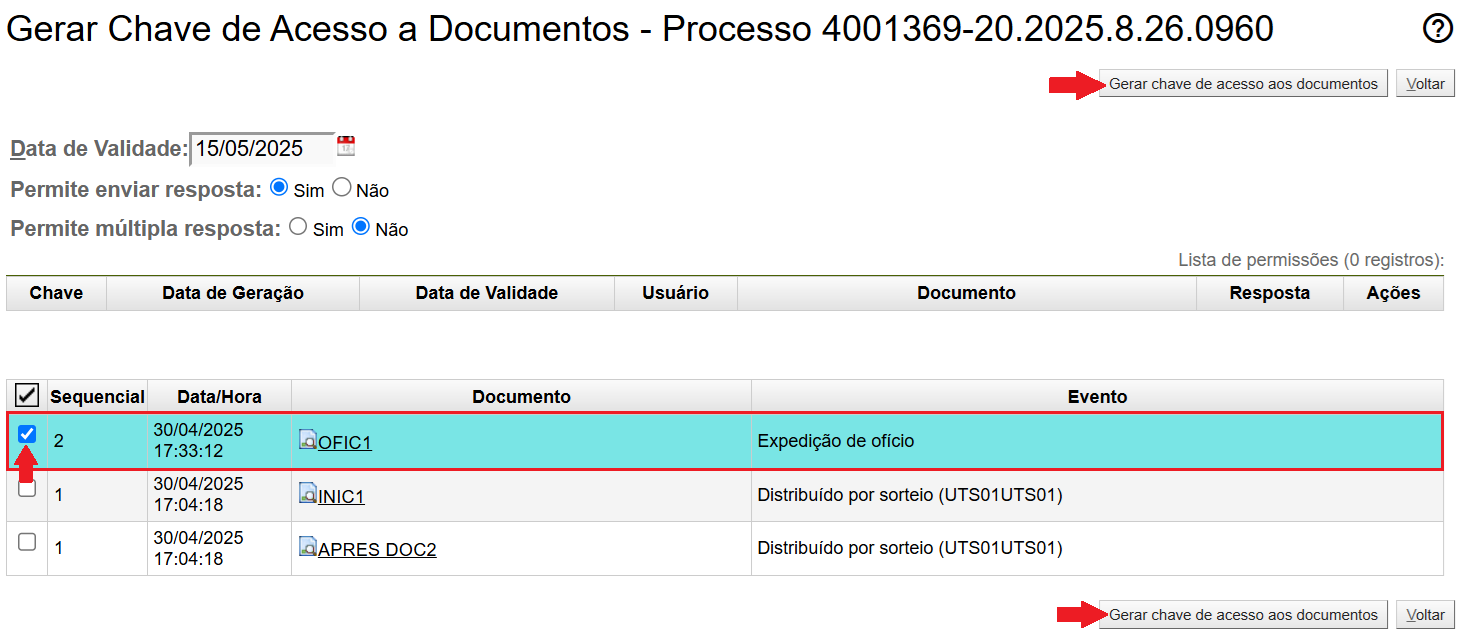 Gerar Chave de Acesso a Documentos - Processo 4001369-20.2025.8.26.0960
Gerar chave de acesso aos documentos Voltar
Data de Validade: 15/05/2025
Permite enviar resposta: Sim Não
Permite múltipla resposta: Sim Não
Lista de permissões (0 registros):
Chave Data de Geração Data de Validade Usuário Documento Resposta Ações
Sequencial Data/Hora Documento Evento
2 30/04/2025 17:33:12 OFIC1 Expedição de ofício
1 30/04/2025 17:04:18 INIC1 Distribuído por sorteio (UTS01UTS01)
1 30/04/2025 17:04:18 APRES DOC2 Distribuído por sorteio (UTS01UTS01)
Gerar chave de acesso aos documentos Voltar